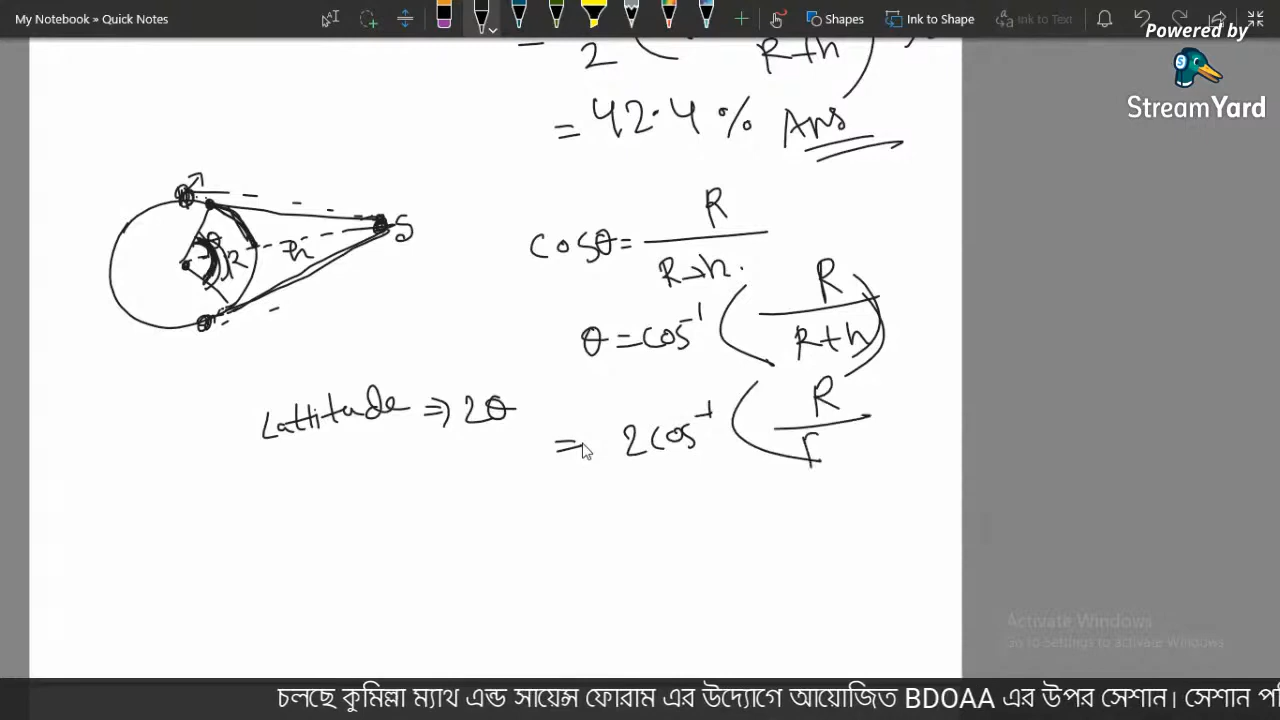 My Notebook » Quick Notes
Shapes
Ink to Shape
Ink to Text
Powered by
StreamYard
2
R+h
= 42.4 % Ans
S
θ
R
h
cosθ = R / R+h.
θ = cos⁻¹ ( R / R+h )
Lattitude ⇒ 2θ
= 2cos⁻¹ ( R / r
Activate Windows
Go to Settings to activate Windows
চলছে কুমিল্লা ম্যাথ এন্ড সায়েন্স ফোরাম এর উদ্যোগে আয়োজিত BDOAA এর উপর সেশান। সেশান